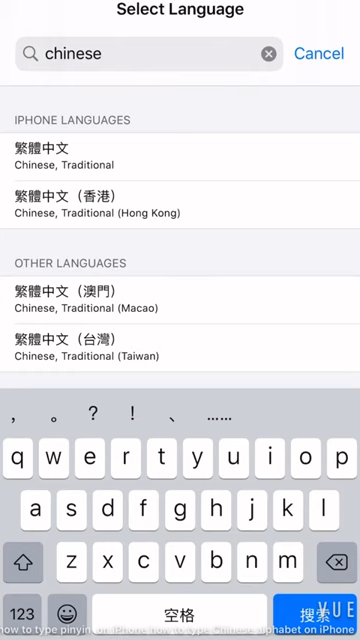 Select Language
chinese
Cancel
IPHONE LANGUAGES
繁體中文
Chinese, Traditional
繁體中文（香港）
Chinese, Traditional (Hong Kong)
OTHER LANGUAGES
繁體中文（澳門）
Chinese, Traditional (Macao)
繁體中文（台灣）
Chinese, Traditional (Taiwan)
， 。 ？ ！ 、 ……
q w e r t y u i o p
a s d f g h j k l
z x c v b n m
123 空格 搜索
VUE
how to type pinyin on iPhone how to type Chinese alphabet on iPhone